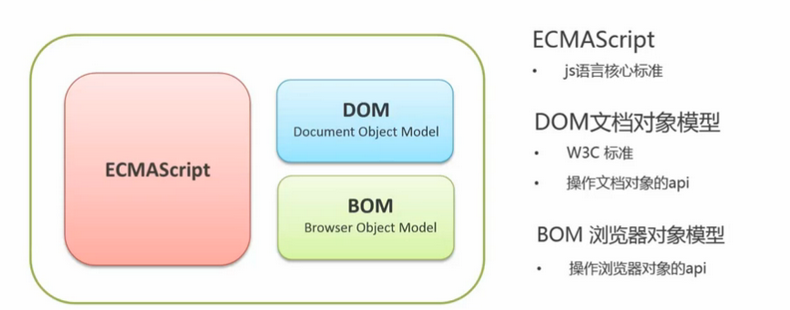 ECMAScript
DOM
Document Object Model
BOM
Browser Object Model
ECMAScript
• js语言核心标准
DOM文档对象模型
• W3C 标准
• 操作文档对象的api
BOM 浏览器对象模型
• 操作浏览器对象的api